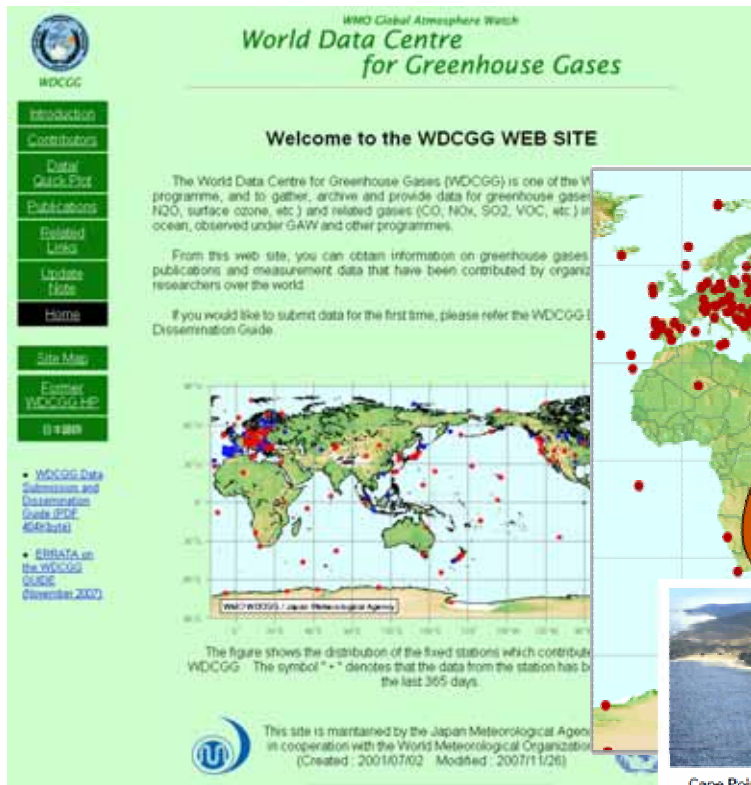 WMO Global Atmosphere Watch
World Data Centre
for Greenhouse Gases
WDCGG
Introduction
Contributors
Data/
Quick Plot
Publications
Related
Links
Update
Note
Home
Site Map
Former
WDCGG HP
日本語
• WDCGG Data
Submission and
Dissemination
Guide (PDF
• ERRATA on
the WDCGG
GUIDE
(November 2007)
Welcome to the WDCGG WEB SITE
The World Data Centre for Greenhouse Gases (WDCGG) is one of the W
programme, and to gather, archive and provide data for greenhouse gases
N2O, surface ozone, etc.) and related gases (CO, NOx, SO2, VOC, etc.) in
ocean, observed under GAW and other programmes.
From this web site, you can obtain information on greenhouse gases
publications and measurement data that have been contributed by organiz
researchers over the world.
If you would like to submit data for the first time, please refer the WDCGG
Dissemination Guide.
WMO WDCGG / Japan Meteorological Agency
The figure shows the distribution of the fixed stations which contribute
WDCGG. The symbol " • " denotes that the data from the station has b
the last 365 days.
This site is maintained by the Japan Meteorological Agen
in cooperation with the World Meteorological Organization
(Created : 2001/07/02 Modified : 2007/11/26)
Cape Poi